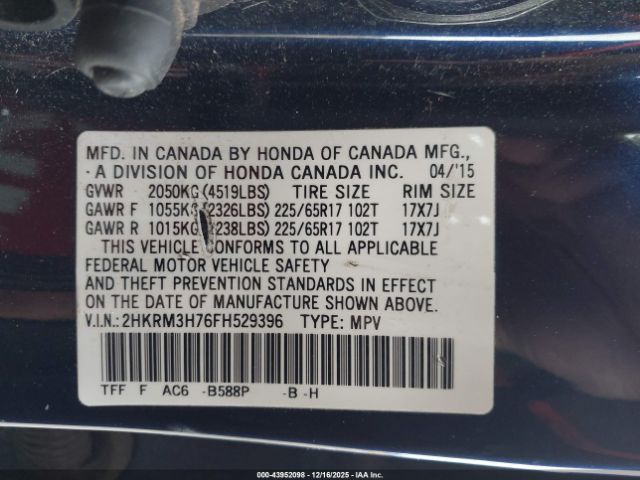 MFD. IN CANADA BY HONDA OF CANADA MFG.,
- A DIVISION OF HONDA CANADA INC. 04/'15
GVWR 2050KG (4519LBS) TIRE SIZE RIM SIZE
GAWR F 1055KG (2326LBS) 225/65R17 102T 17X7J
GAWR R 1015KG 2238LBS) 225/65R17 102T 17X7J
THIS VEHICLE CONFORMS TO ALL APPLICABLE
FEDERAL MOTOR VEHICLE SAFETY
AND THEFT PREVENTION STANDARDS IN EFFECT
ON THE DATE OF MANUFACTURE SHOWN ABOVE.
V.I.N.: 2HKRM3H76FH529396 TYPE: MPV
TFF F AC6 -B588P -B -H
000-43952098 - 12/16/2025 - IAA Inc.